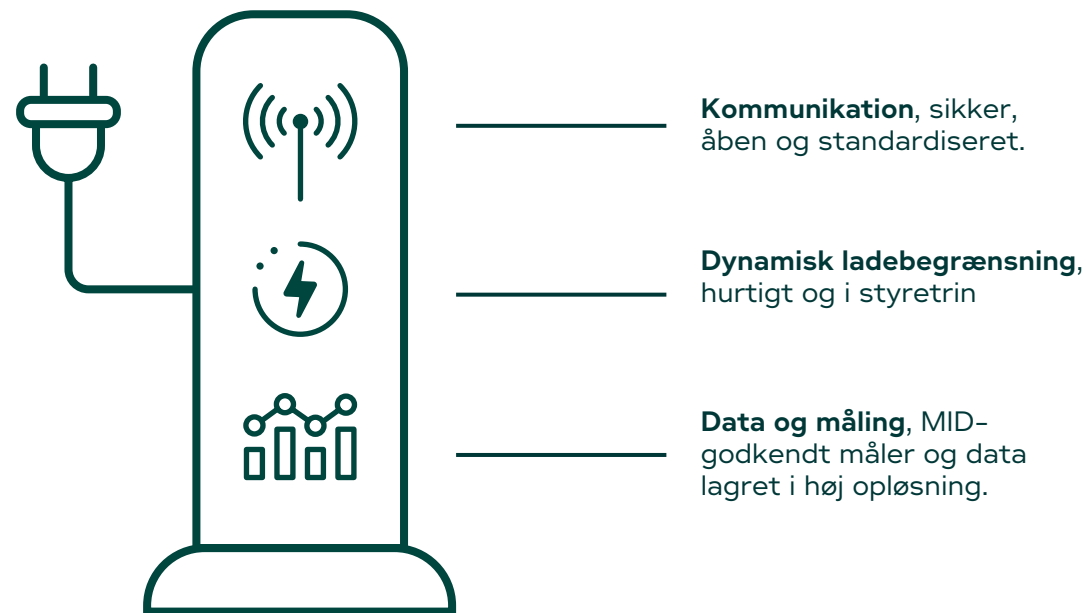 Kommunikation, sikker,
åben og standardiseret.
Dynamisk ladebegrænsning,
hurtigt og i styretrin
Data og måling, MID-
godkendt måler og data
lagret i høj opløsning.